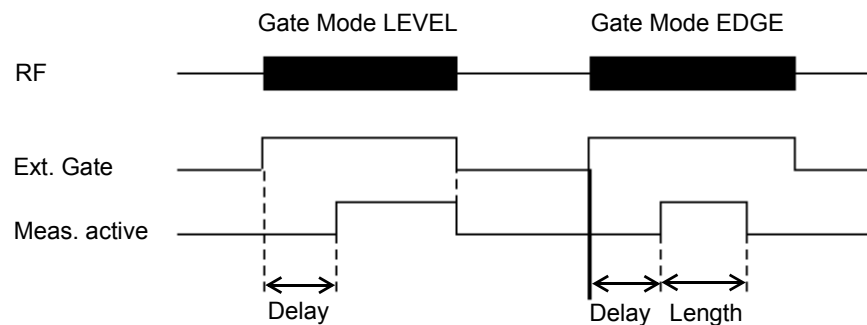 Gate Mode LEVEL Gate Mode EDGE
RF
Ext. Gate
Meas. active
Delay Delay Length